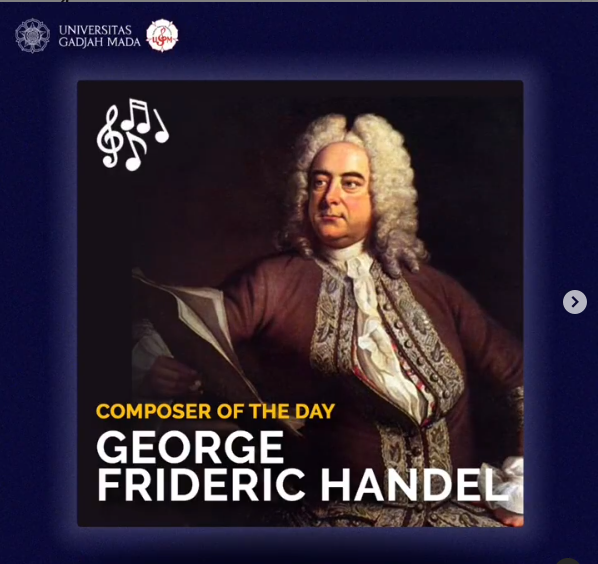 UNIVERSITAS
GADJAH MADA
COMPOSER OF THE DAY
GEORGE
FRIDERIC HANDEL